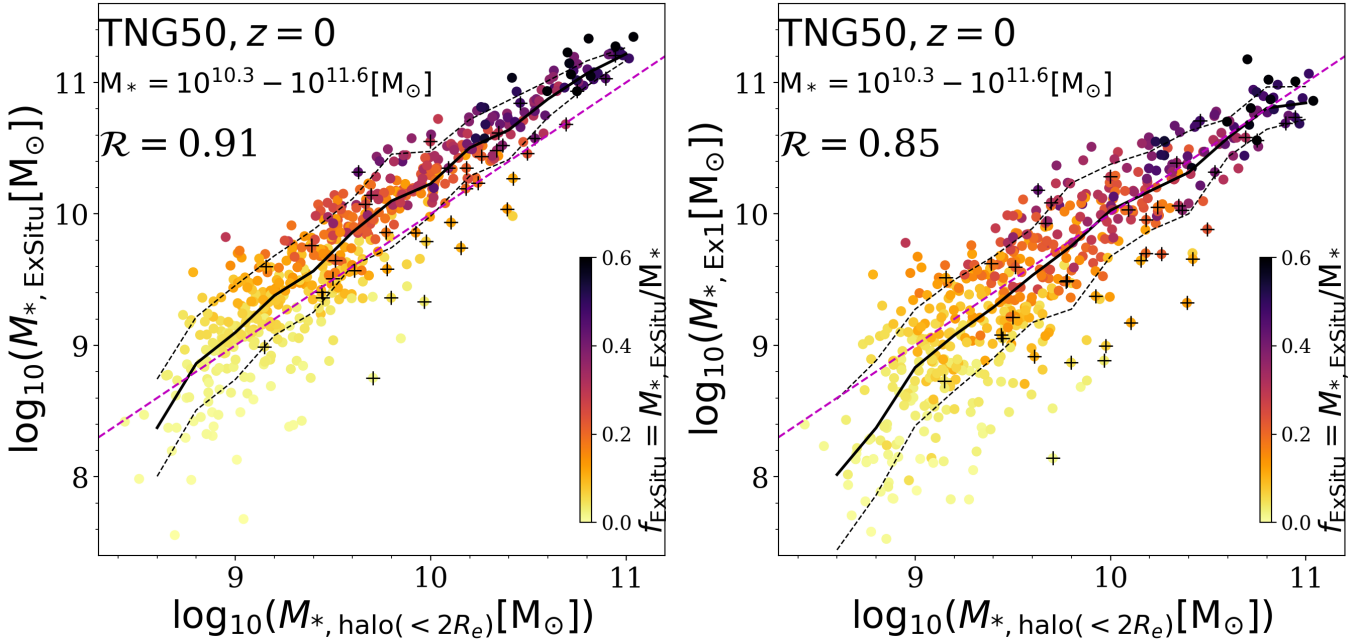 TNG50, z = 0
M* = 10^10.3 − 10^11.6[M⊙]
R = 0.91
log10(M*, ExSitu[M⊙])
11
10
9
8
9
10
11
log10(M*, halo(< 2Re)[M⊙])
0.6
0.4
0.2
0.0
fExSitu = M*, ExSitu/M*
TNG50, z = 0
M* = 10^10.3 − 10^11.6[M⊙]
R = 0.85
log10(M*, Ex1[M⊙])
11
10
9
8
9
10
11
log10(M*, halo(< 2Re)[M⊙])
0.6
0.4
0.2
0.0
fExSitu = M*, ExSitu/M*